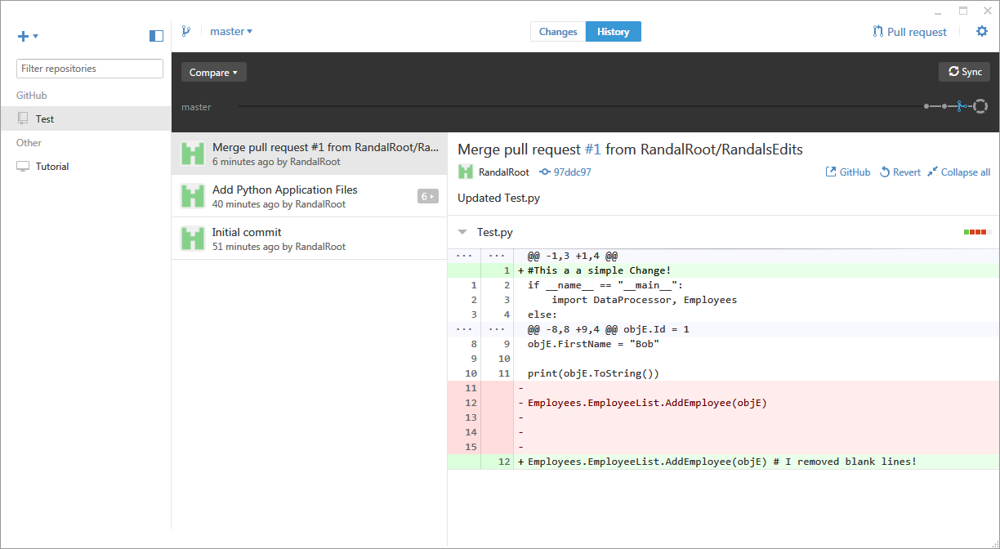 master
Changes
History
Pull request
Filter repositories
GitHub
Test
Other
Tutorial
Compare
Sync
master
Merge pull request #1 from RandalRoot/Ra...
6 minutes ago by RandalRoot
Add Python Application Files
40 minutes ago by RandalRoot
6
Initial commit
51 minutes ago by RandalRoot
Merge pull request #1 from RandalRoot/RandalsEdits
RandalRoot 97ddc97 GitHub Revert Collapse all
Updated Test.py
Test.py
... ... @@ -1,3 +1,4 @@
1 + #This a a simple Change!
1 2 if __name__ == "__main__":
2 3 import DataProcessor, Employees
3 4 else:
... ... @@ -8,8 +9,4 @@ objE.Id = 1
8 9 objE.FirstName = "Bob"
9 10
10 11 print(objE.ToString())
11 -
12 - Employees.EmployeeList.AddEmployee(objE)
13 -
14 -
15 -
12 + Employees.EmployeeList.AddEmployee(objE) # I removed blank lines!